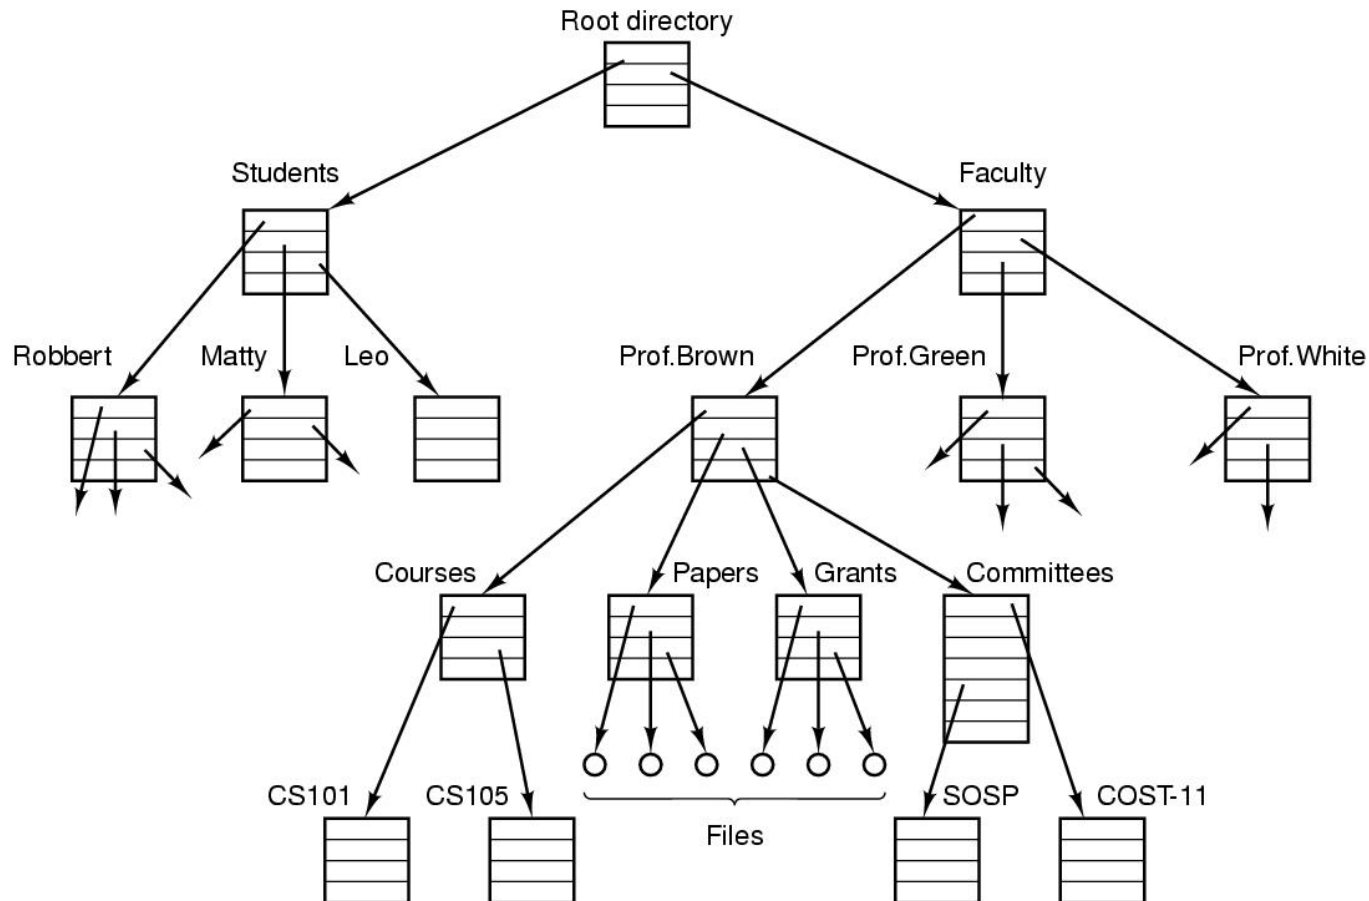 Root directory
Students
Faculty
Robbert
Matty
Leo
Prof.Brown
Prof.Green
Prof.White
Courses
Papers
Grants
Committees
CS101
CS105
SOSP
COST-11
Files